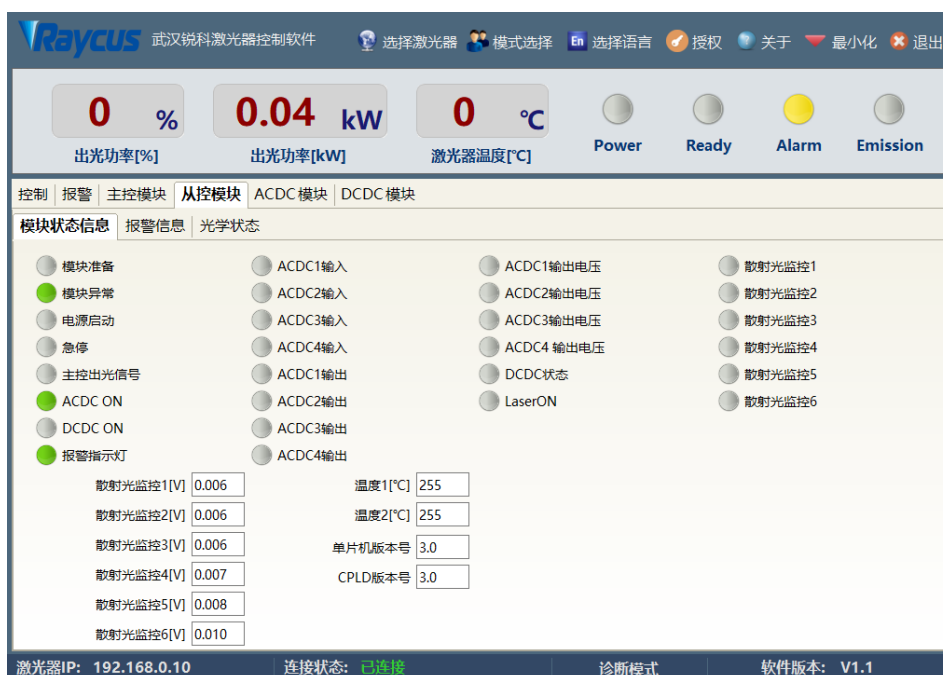 Raycus 武汉锐科激光器控制软件 选择激光器 模式选择 En 选择语言 授权 关于 最小化 退出
0 % 0.04 kW 0 ℃
出光功率[%] 出光功率[kW] 激光器温度[℃] Power Ready Alarm Emission
控制 报警 主控模块 从控模块 ACDC模块 DCDC模块
模块状态信息 报警信息 光学状态
模块准备 ACDC1输入 ACDC1输出电压 散射光监控1
模块异常 ACDC2输入 ACDC2输出电压 散射光监控2
电源启动 ACDC3输入 ACDC3输出电压 散射光监控3
急停 ACDC4输入 ACDC4 输出电压 散射光监控4
主控出光信号 ACDC1输出 DCDC状态 散射光监控5
ACDC ON ACDC2输出 LaserON 散射光监控6
DCDC ON ACDC3输出
报警指示灯 ACDC4输出
散射光监控1[V] 0.006 温度1[℃] 255
散射光监控2[V] 0.006 温度2[℃] 255
散射光监控3[V] 0.006 单片机版本号 3.0
散射光监控4[V] 0.007 CPLD版本号 3.0
散射光监控5[V] 0.008
散射光监控6[V] 0.010
激光器IP: 192.168.0.10 连接状态: 已连接 诊断模式 软件版本: V1.1